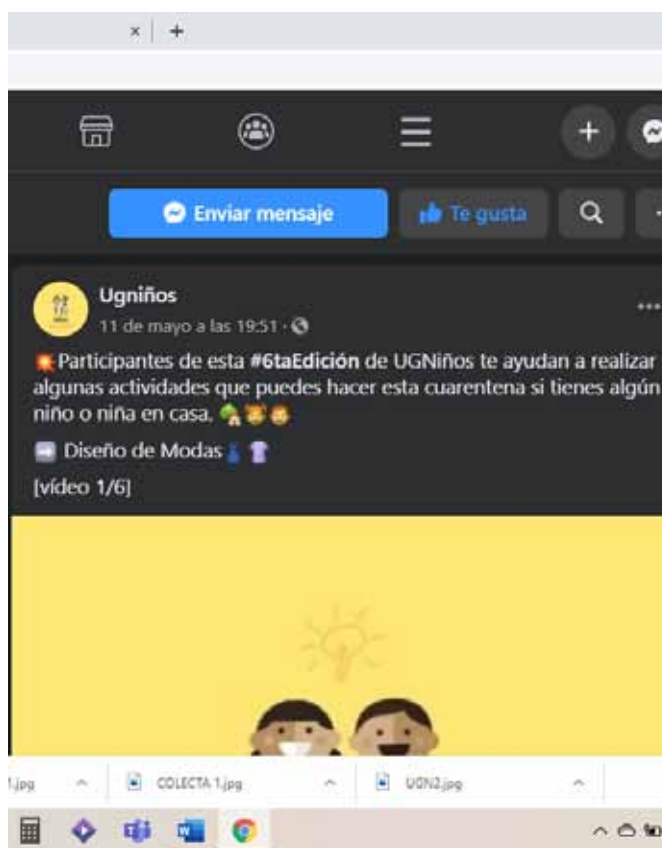 Enviar mensaje
Te gusta
Ugniños
11 de mayo a las 19:51 ·
Participantes de esta #6taEdición de UGNiños te ayudan a realizar
algunas actividades que puedes hacer esta cuarentena si tienes algún
niño o niña en casa.
Diseño de Modas
[vídeo 1/6]
1.jpg
COLECTA 1.jpg
UGN2.jpg